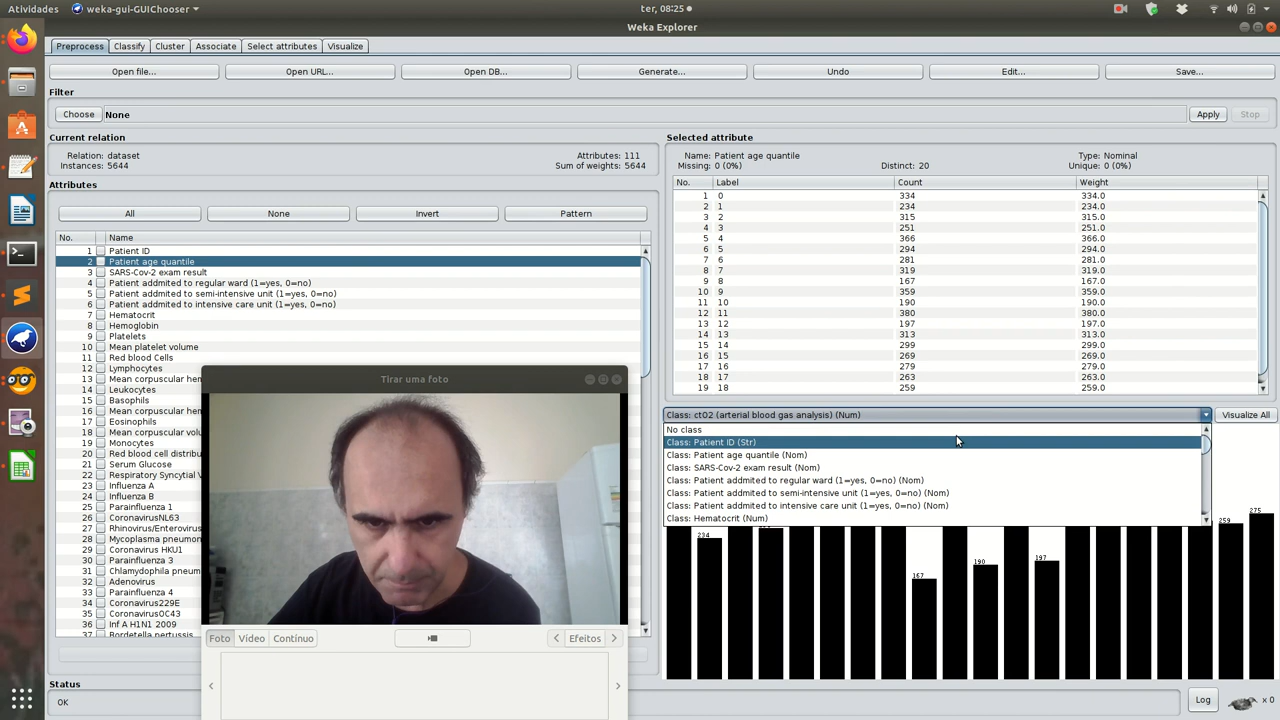 Atividades
weka-gui-GUIChooser
ter, 08:25
Weka Explorer
Preprocess
Classify
Cluster
Associate
Select attributes
Visualize
Open file...
Open URL...
Open DB...
Generate...
Undo
Edit...
Save...
Filter
Choose
None
Apply
Stop
Current relation
Relation: dataset
Attributes: 111
Instances: 5644
Sum of weights: 5644
Attributes
All
None
Invert
Pattern
No. Name
1 Patient ID
2 Patient age quantile
3 SARS-Cov-2 exam result
4 Patient addmited to regular ward (1=yes, 0=no)
5 Patient addmited to semi-intensive unit (1=yes, 0=no)
6 Patient addmited to intensive care unit (1=yes, 0=no)
7 Hematocrit
8 Hemoglobin
9 Platelets
10 Mean platelet volume
11 Red blood Cells
12 Lymphocytes
13 Mean corpuscular hem
14 Leukocytes
15 Basophils
16 Mean corpuscular hem
17 Eosinophils
18 Mean corpuscular volu
19 Monocytes
20 Red blood cell distribu
21 Serum Glucose
22 Respiratory Syncytial V
23 Influenza A
24 Influenza B
25 Parainfluenza 1
26 CoronavirusNL63
27 Rhinovirus/Enterovirus
28 Mycoplasma pneumon
29 Coronavirus HKU1
30 Parainfluenza 3
31 Chlamydophila pneum
32 Adenovirus
33 Parainfluenza 4
34 Coronavirus229E
35 CoronavirusOC43
36 Inf A H1N1 2009
37 Bordetella pertussis
Selected attribute
Name: Patient age quantile
Type: Nominal
Missing: 0 (0%)
Distinct: 20
Unique: 0 (0%)
No. Label Count Weight
1 0 334 334.0
2 1 234 234.0
3 2 315 315.0
4 3 251 251.0
5 4 366 366.0
6 5 294 294.0
7 6 281 281.0
8 7 319 319.0
9 8 167 167.0
10 9 359 359.0
11 10 190 190.0
12 11 380 380.0
13 12 197 197.0
14 13 313 313.0
15 14 299 299.0
16 15 269 269.0
17 16 279 279.0
18 17 263 263.0
19 18 259 259.0
Class: ctO2 (arterial blood gas analysis) (Num)
Visualize All
No class
Class: Patient ID (Str)
Class: Patient age quantile (Nom)
Class: SARS-Cov-2 exam result (Nom)
Class: Patient addmited to regular ward (1=yes, 0=no) (Nom)
Class: Patient addmited to semi-intensive unit (1=yes, 0=no) (Nom)
Class: Patient addmited to intensive care unit (1=yes, 0=no) (Nom)
Class: Hematocrit (Num)
234
167
190
197
259
275
Tirar uma foto
Foto
Vídeo
Contínuo
Efeitos
Status
OK
Log
x 0